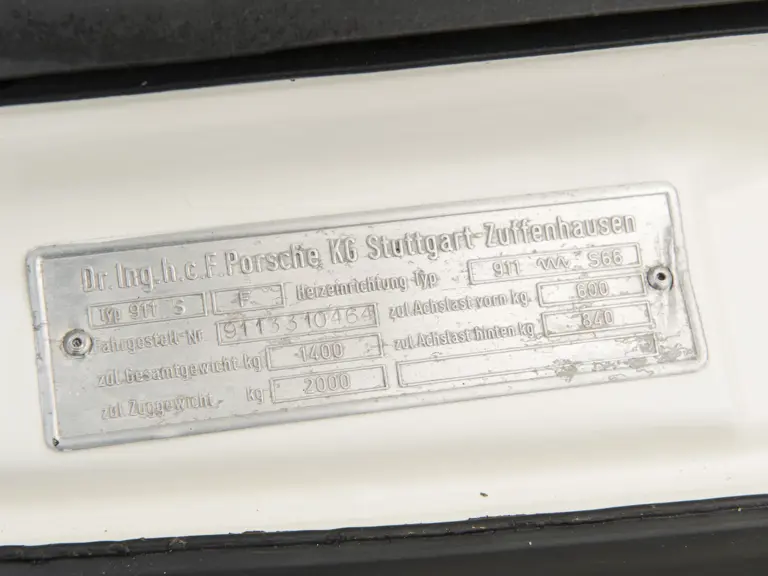 Dr. Ing. h. c. F. Porsche KG Stuttgart-Zuffenhausen
Typ 911 S F Heizeinrichtung Typ 911 S66
Fahrgestell-Nr 9113310464 zul. Achslast vorn kg 600
zul. Gesamtgewicht kg 1400 zul. Achslast hinten kg 840
zul. Zuggewicht kg 2000